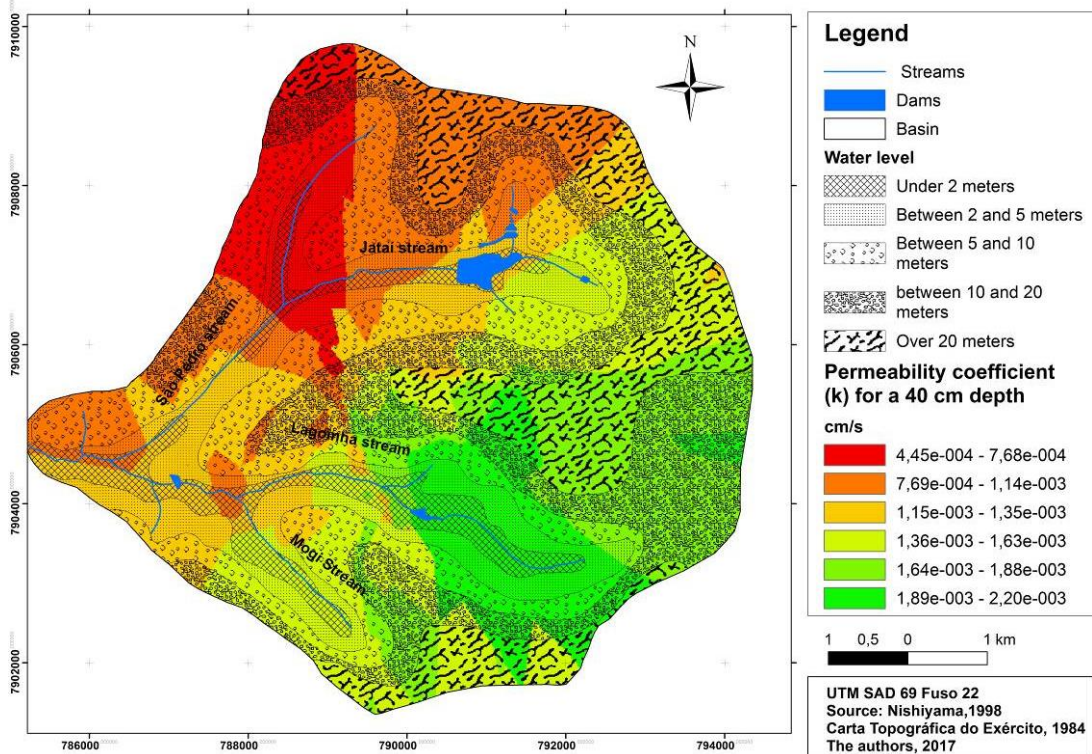 7910000
7908000
7906000
7904000
7902000
N
Jatai stream
São Pedro stream
Lagoinha stream
Mogi Stream
786000
788000
790000
792000
794000
Legend
Streams
Dams
Basin
Water level
Under 2 meters
Between 2 and 5 meters
Between 5 and 10
meters
between 10 and 20
meters
Over 20 meters
Permeability coefficient
(k) for a 40 cm depth
cm/s
4,45e-004 - 7,68e-004
7,69e-004 - 1,14e-003
1,15e-003 - 1,35e-003
1,36e-003 - 1,63e-003
1,64e-003 - 1,88e-003
1,89e-003 - 2,20e-003
1 0,5 0 1 km
UTM SAD 69 Fuso 22
Source: Nishiyama,1998
Carta Topográfica do Exército, 1984
The authors, 2017